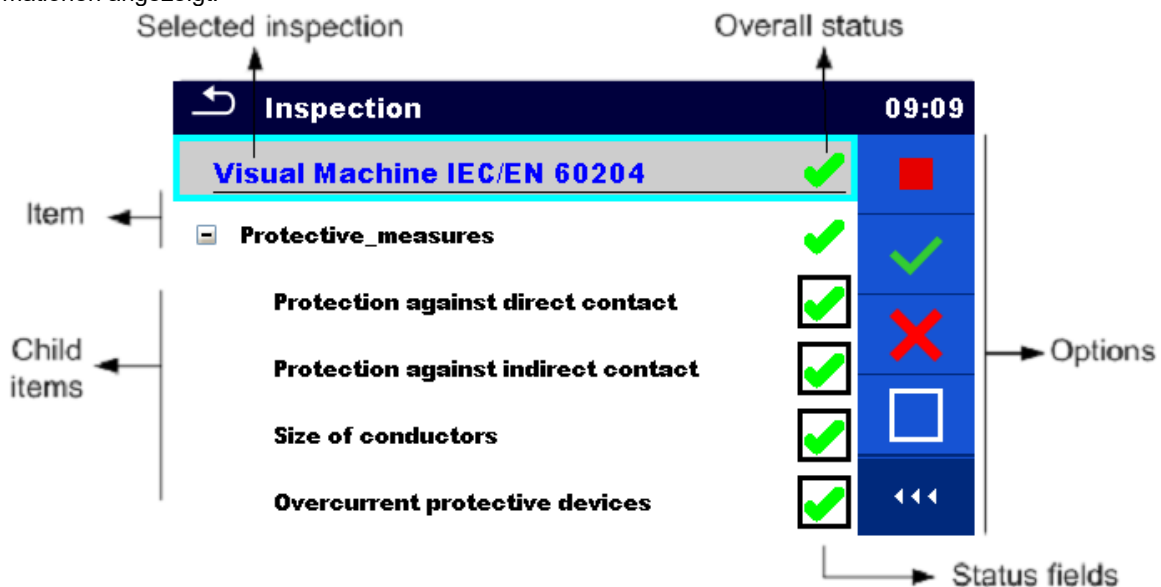 Selected inspection
Overall status
Inspection
09:09
Visual Machine IEC/EN 60204
Item
Protective_measures
Protection against direct contact
Child
items
Protection against indirect contact
Options
Size of conductors
Overcurrent protective devices
Status fields